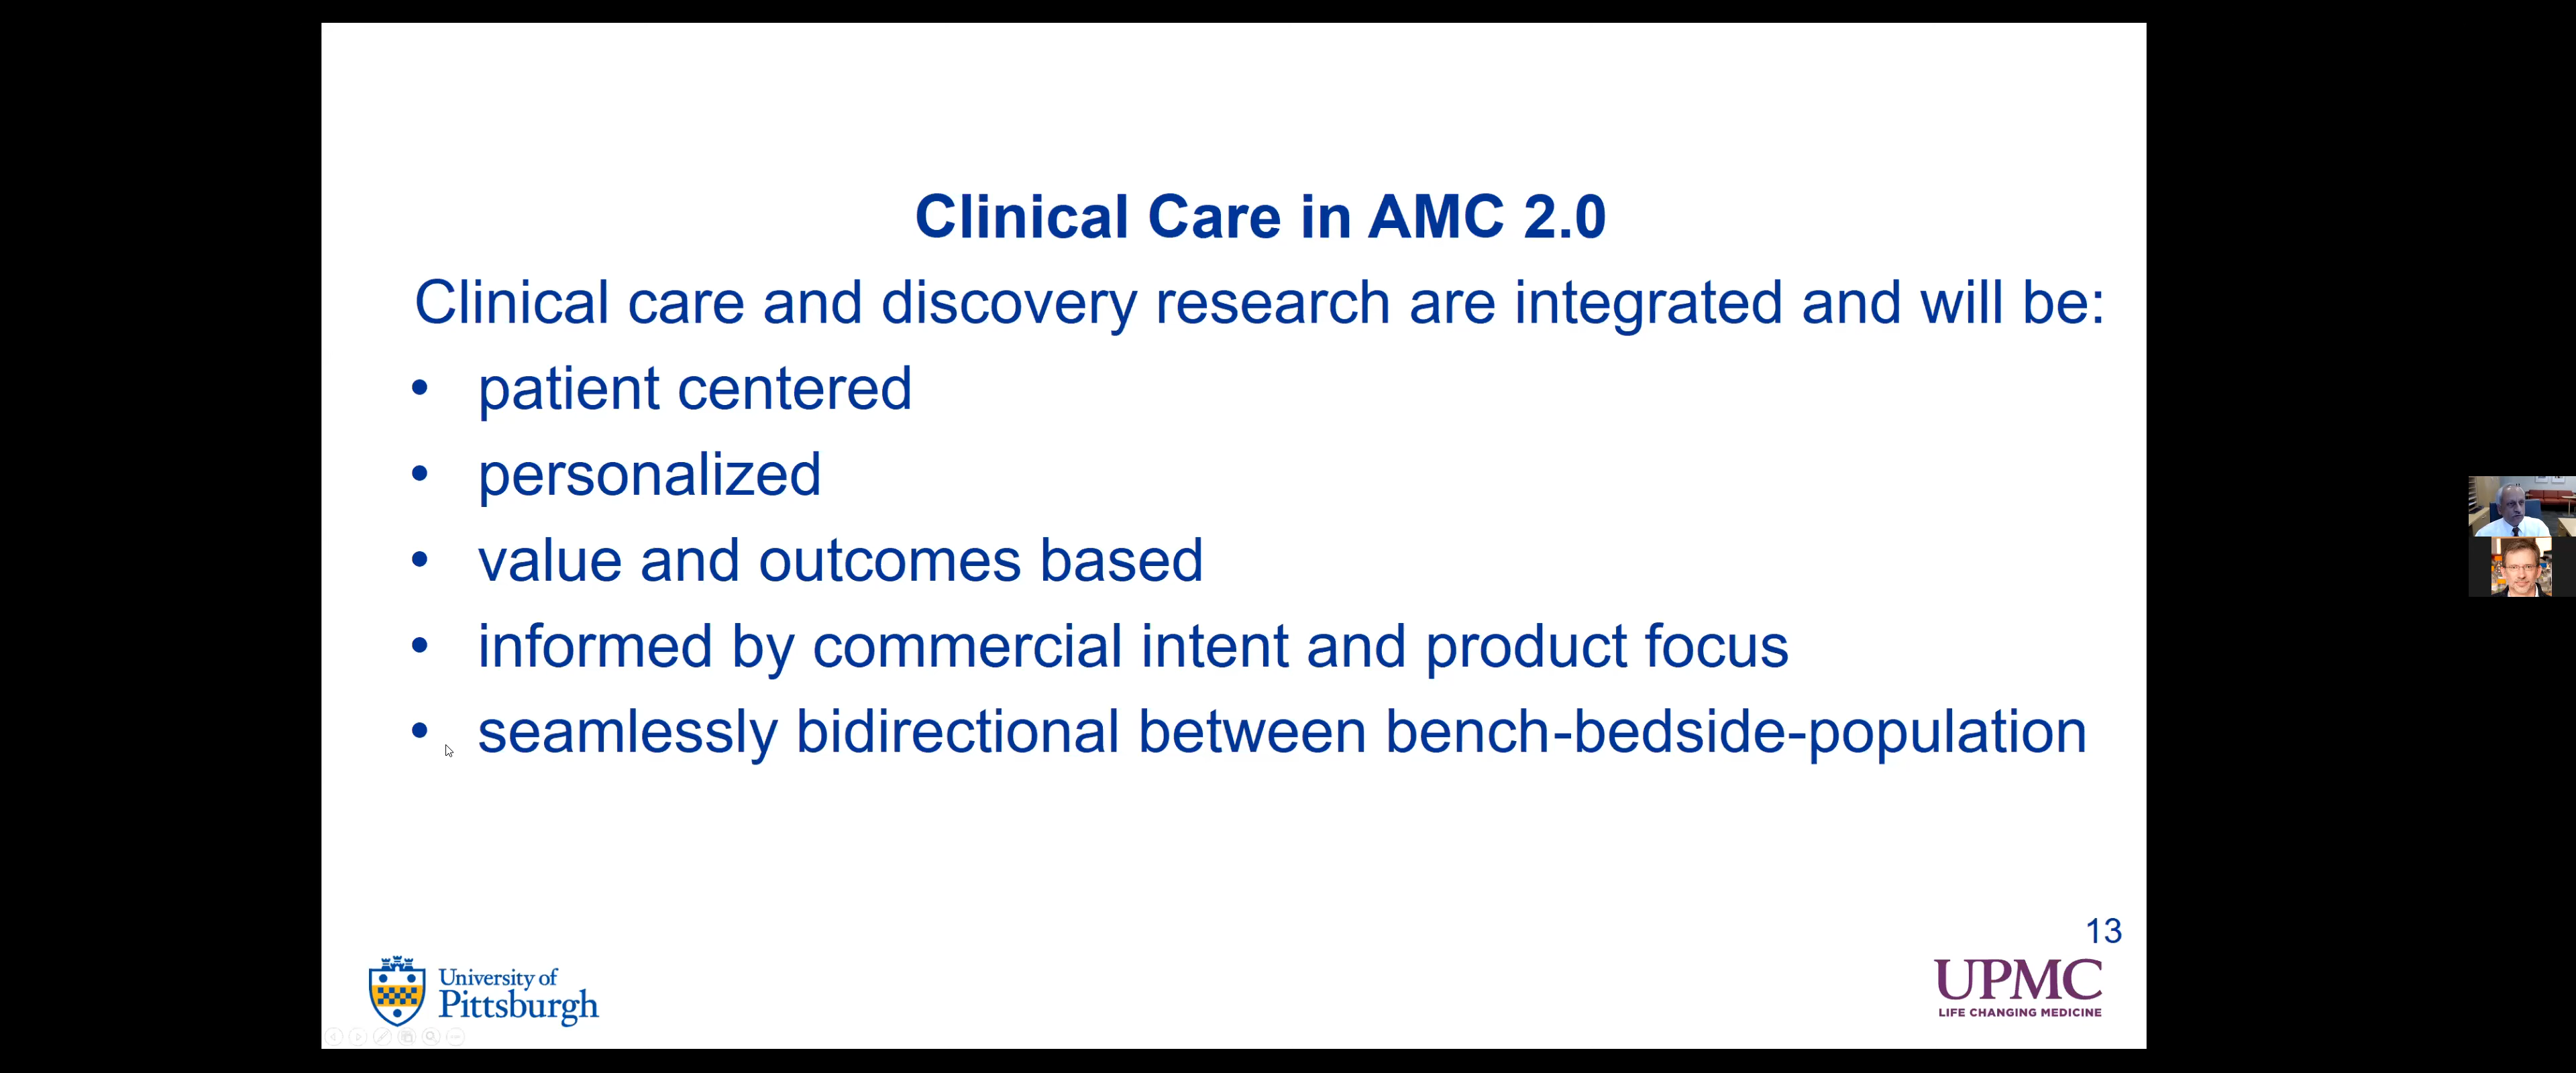 Clinical Care in AMC 2.0
Clinical care and discovery research are integrated and will be:
• patient centered
• personalized
• value and outcomes based
• informed by commercial intent and product focus
• seamlessly bidirectional between bench-bedside-population
13
University of
Pittsburgh
UPMC
LIFE CHANGING MEDICINE